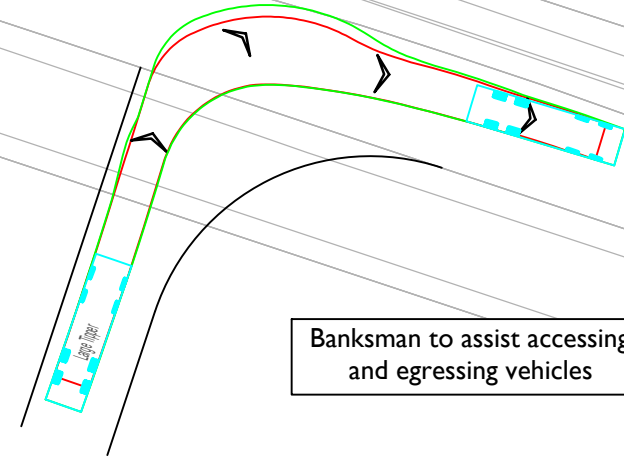 Large Tipper
Banksman to assist accessing
and egressing vehicles